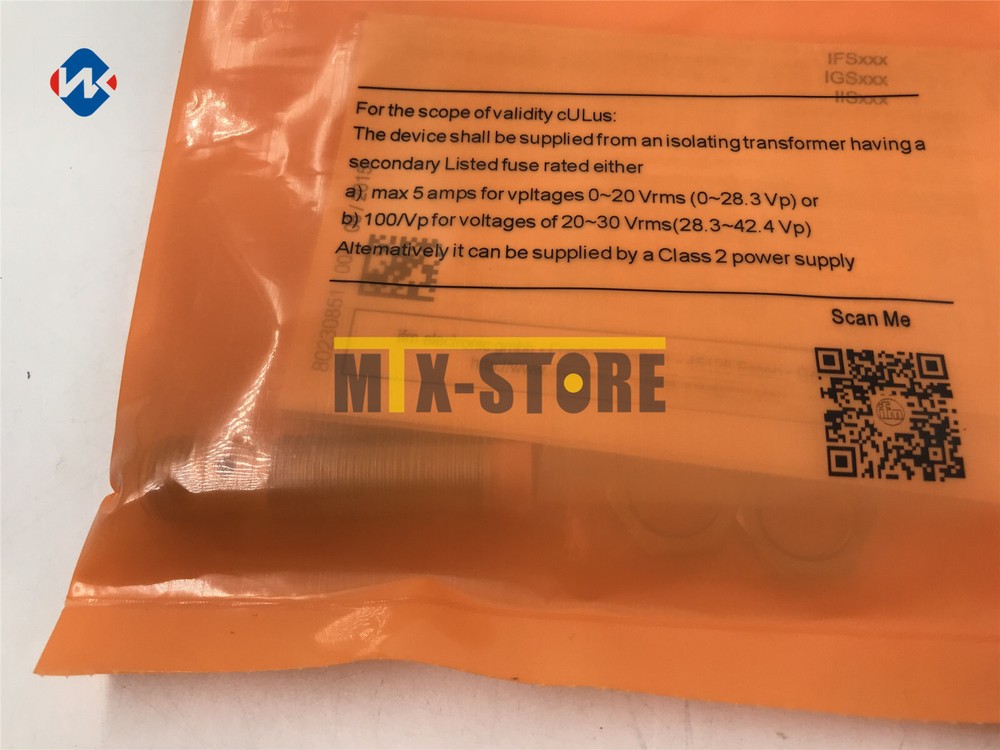 IFSxxx
IGSxxx
IISxxx
For the scope of validity cULus:
The device shall be supplied from an isolating transformer having a
secondary Listed fuse rated either
a) max 5 amps for vpltages 0~20 Vrms (0~28.3 Vp) or
b) 100/Vp for voltages of 20~30 Vrms(28.3~42.4 Vp)
Alternatively it can be supplied by a Class 2 power supply
Scan Me
ifm
MTX-STORE